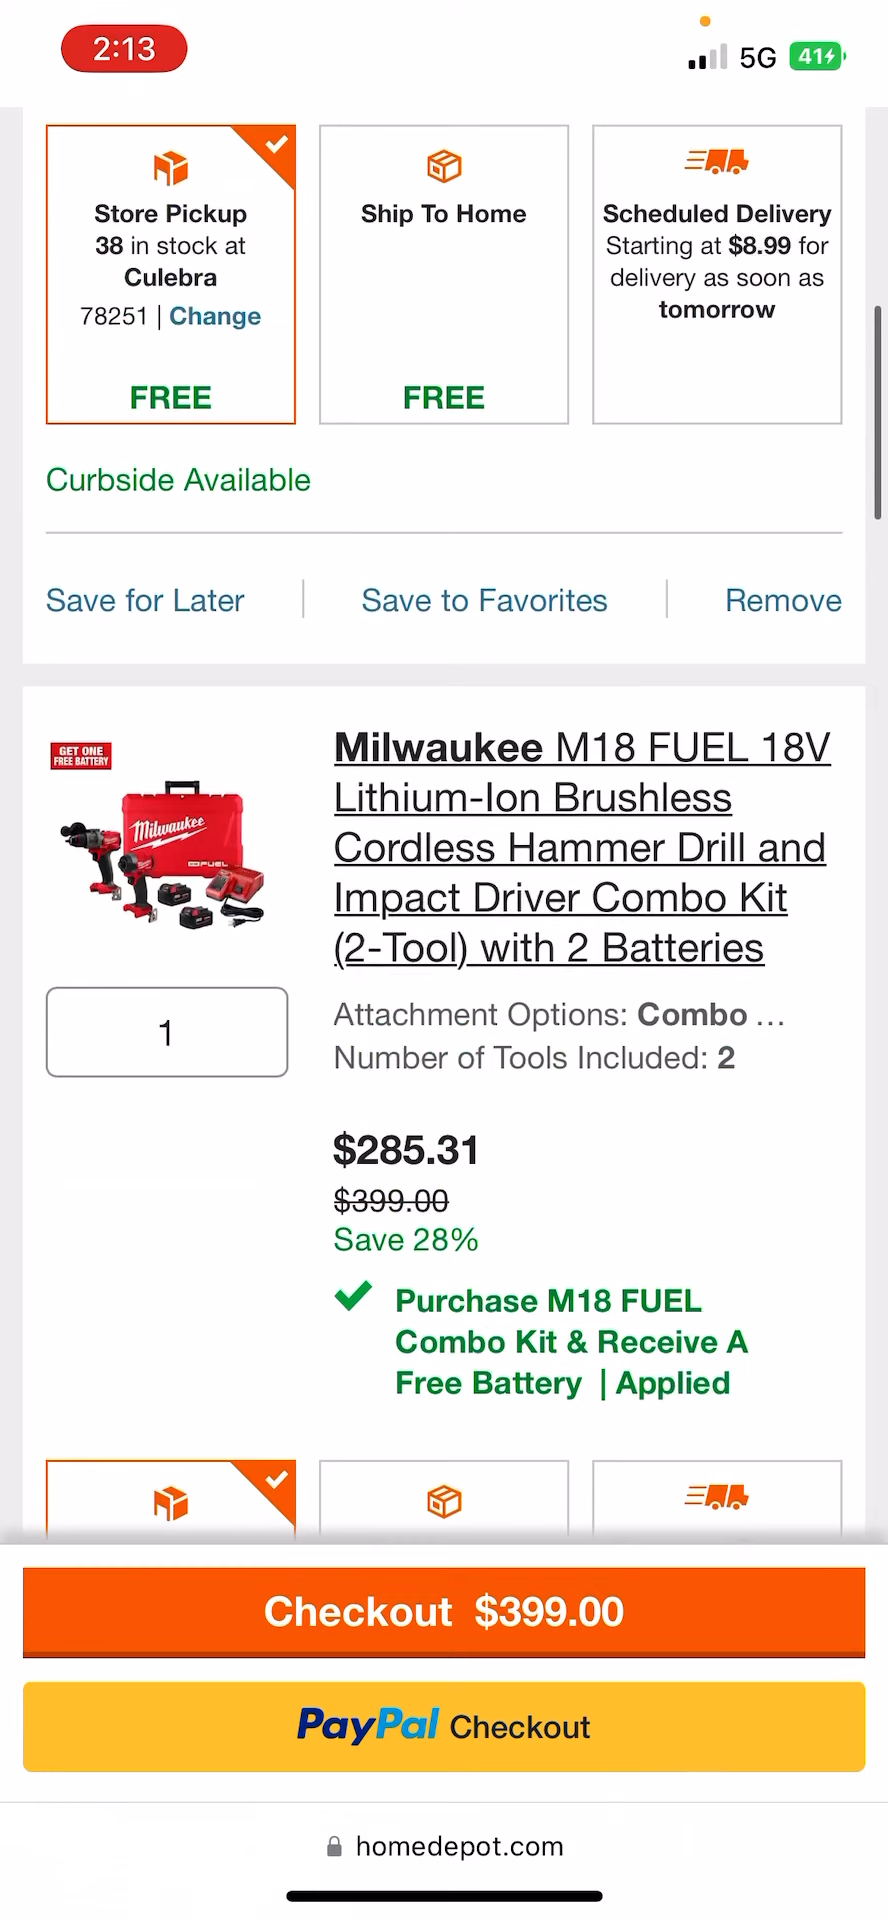 2:13
5G
41
Store Pickup
38 in stock at
Culebra
78251 | Change
FREE
Ship To Home
FREE
Scheduled Delivery
Starting at $8.99 for
delivery as soon as
tomorrow
Curbside Available
Save for Later
Save to Favorites
Remove
GET ONE
FREE BATTERY
Milwaukee
FUEL
Milwaukee M18 FUEL 18V
Lithium-Ion Brushless
Cordless Hammer Drill and
Impact Driver Combo Kit
(2-Tool) with 2 Batteries
1
Attachment Options: Combo ...
Number of Tools Included: 2
$285.31
$399.00
Save 28%
Purchase M18 FUEL
Combo Kit & Receive A
Free Battery | Applied
Checkout $399.00
PayPal Checkout
homedepot.com